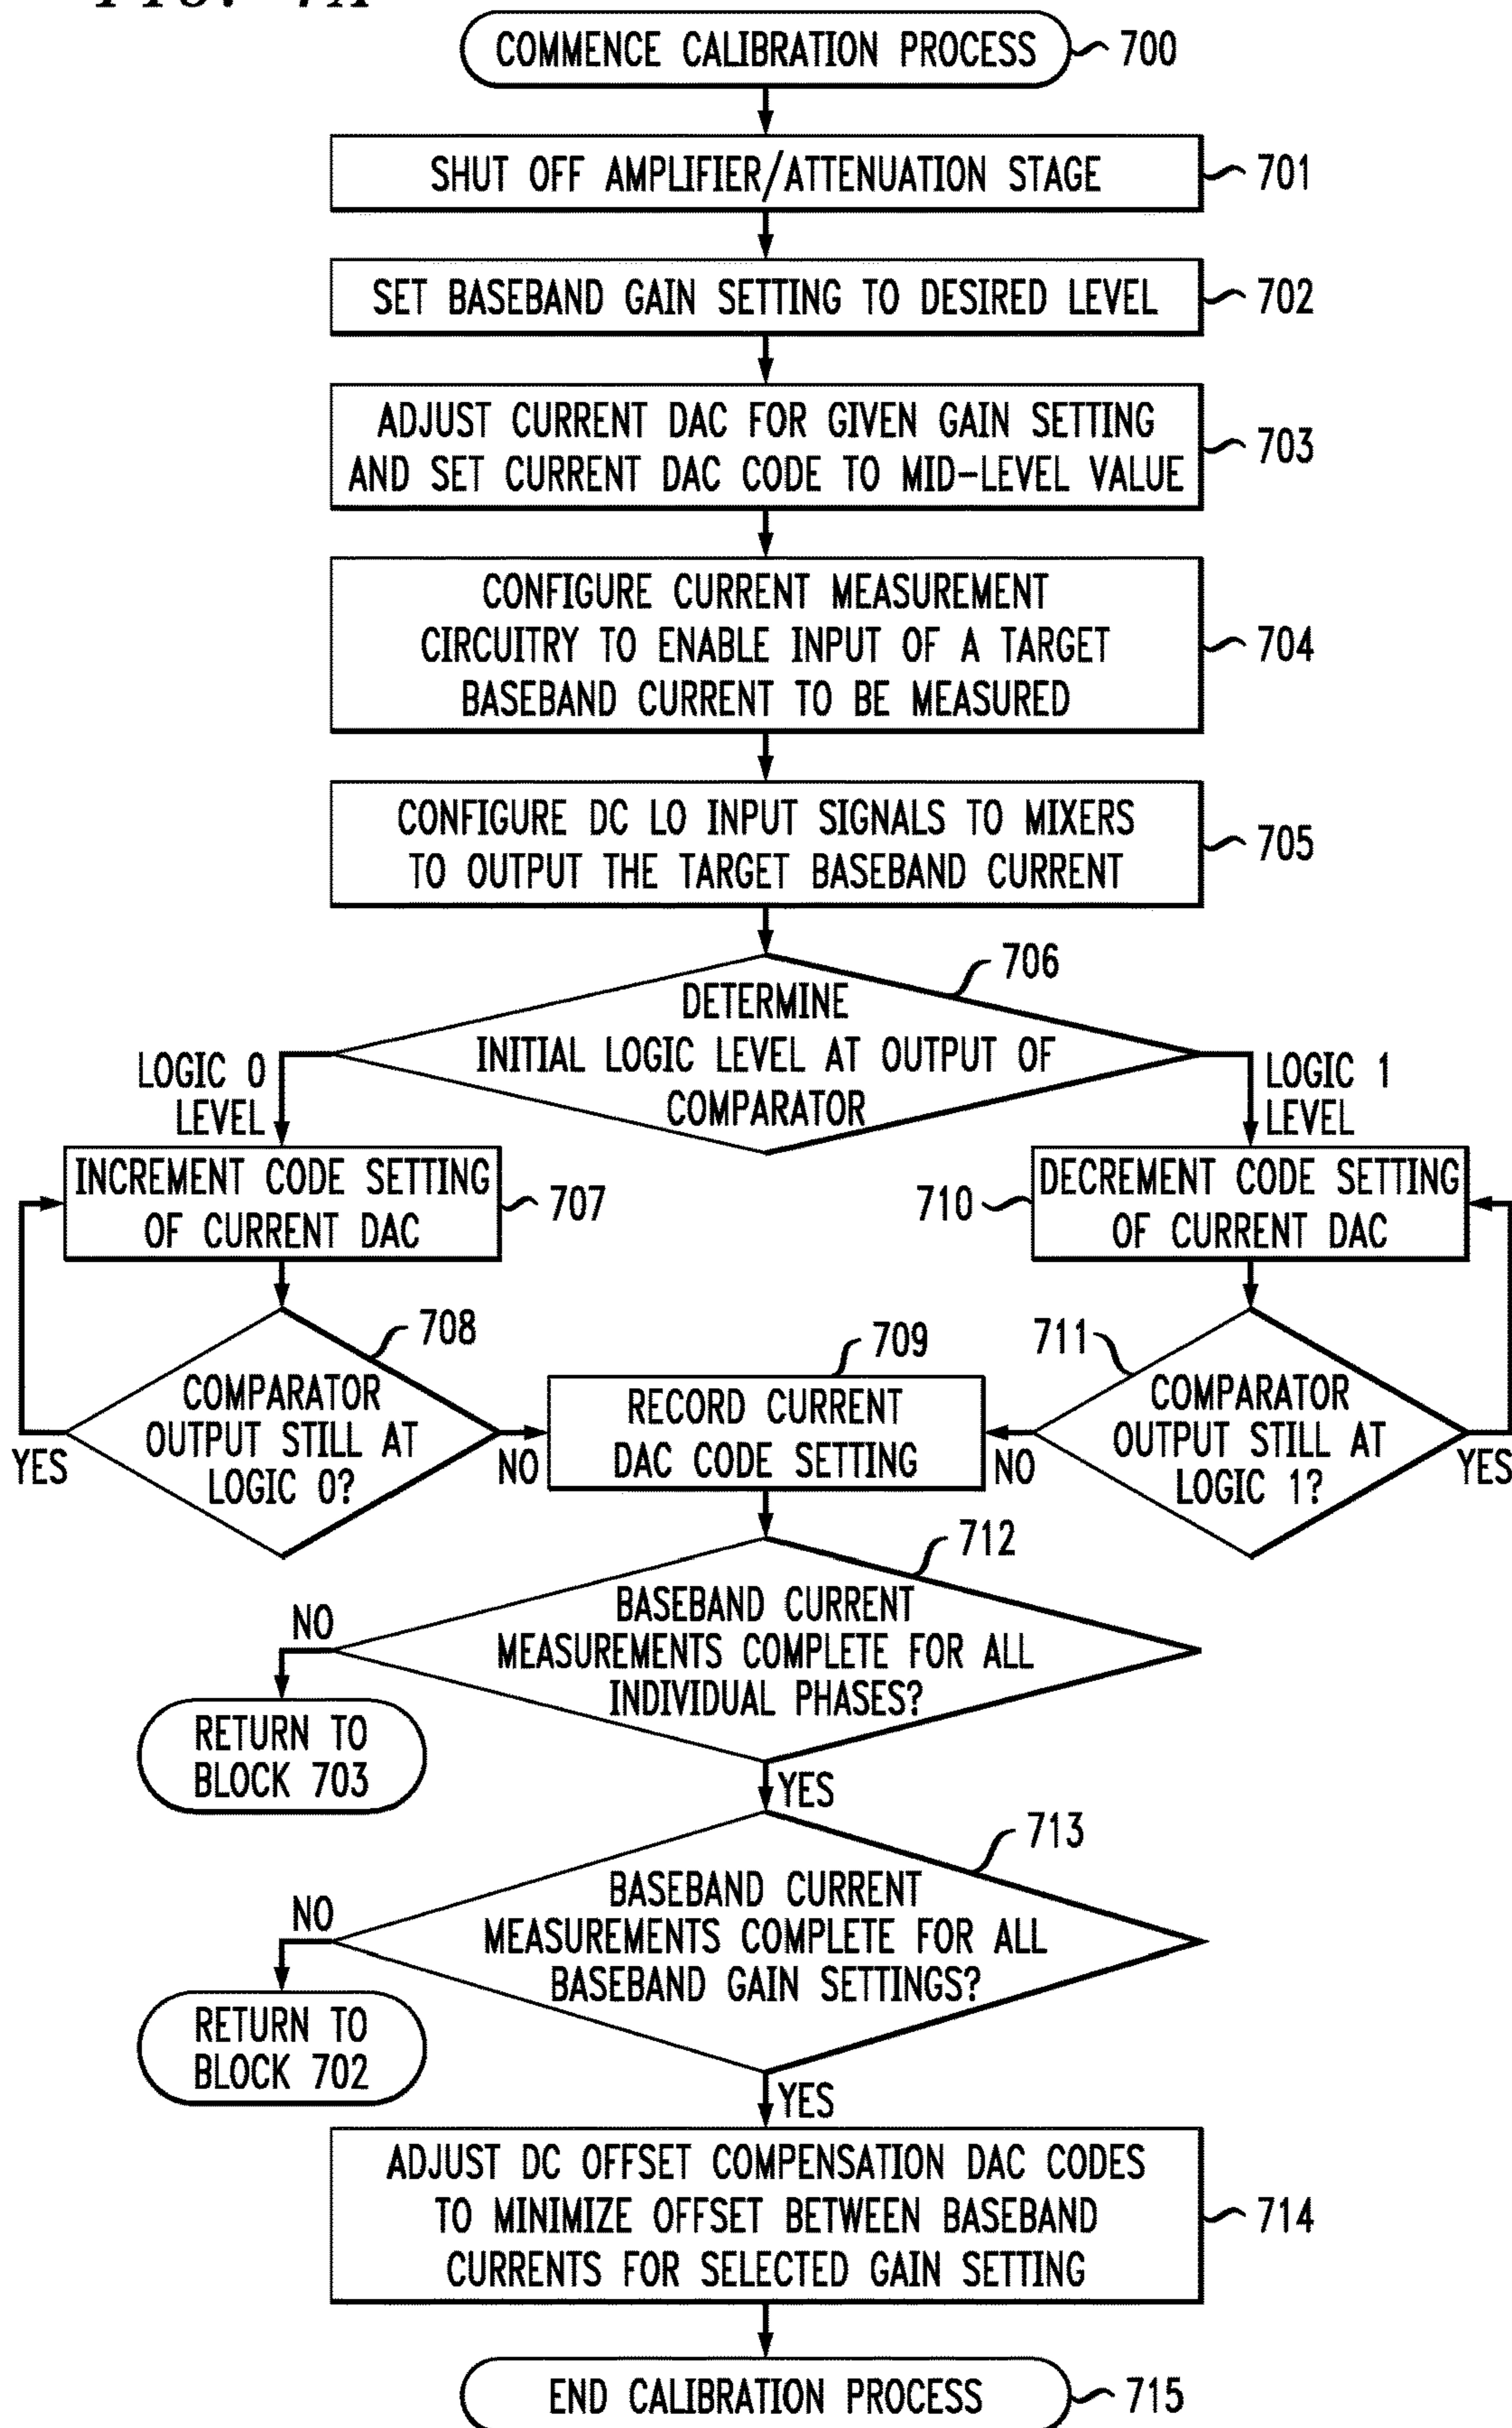 FIG. 7A
COMMENCE CALIBRATION PROCESS
700
SHUT OFF AMPLIFIER/ATTENUATION STAGE
701
SET BASEBAND GAIN SETTING TO DESIRED LEVEL
702
ADJUST CURRENT DAC FOR GIVEN GAIN SETTING
AND SET CURRENT DAC CODE TO MID-LEVEL VALUE
703
CONFIGURE CURRENT MEASUREMENT
CIRCUITRY TO ENABLE INPUT OF A TARGET
BASEBAND CURRENT TO BE MEASURED
704
CONFIGURE DC LO INPUT SIGNALS TO MIXERS
TO OUTPUT THE TARGET BASEBAND CURRENT
705
706
DETERMINE
INITIAL LOGIC LEVEL AT OUTPUT OF
COMPARATOR
LOGIC 0
LEVEL
LOGIC 1
LEVEL
INCREMENT CODE SETTING
OF CURRENT DAC
707
710
DECREMENT CODE SETTING
OF CURRENT DAC
708
COMPARATOR
OUTPUT STILL AT
LOGIC 0?
YES
NO
709
RECORD CURRENT
DAC CODE SETTING
711
COMPARATOR
OUTPUT STILL AT
LOGIC 1?
NO
YES
712
BASEBAND CURRENT
MEASUREMENTS COMPLETE FOR ALL
INDIVIDUAL PHASES?
NO
RETURN TO
BLOCK 703
YES
713
BASEBAND CURRENT
MEASUREMENTS COMPLETE FOR ALL
BASEBAND GAIN SETTINGS?
NO
RETURN TO
BLOCK 702
YES
ADJUST DC OFFSET COMPENSATION DAC CODES
TO MINIMIZE OFFSET BETWEEN BASEBAND
CURRENTS FOR SELECTED GAIN SETTING
714
END CALIBRATION PROCESS
715